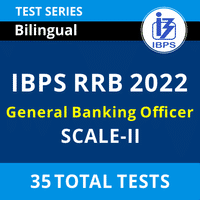 TEST SERIES
Bilingual
IBPS
IBPS RRB 2022
General Banking Officer
SCALE-II
35 TOTAL TESTS